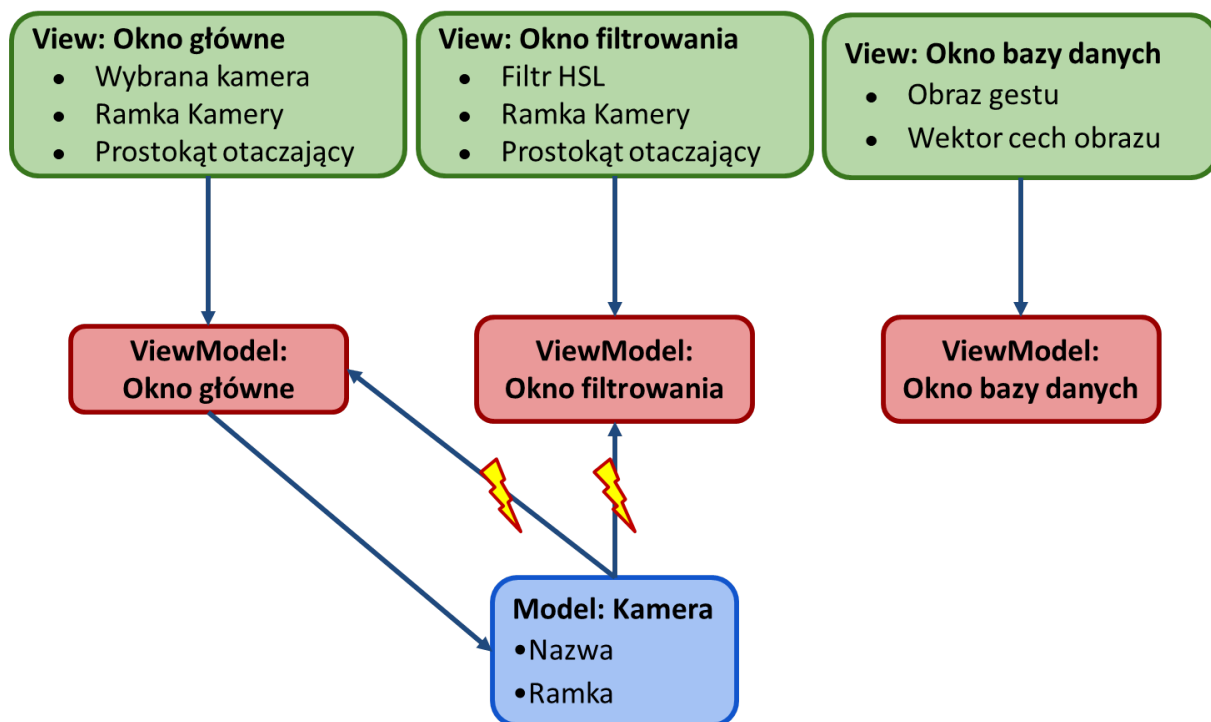 View: Okno główne
• Wybrana kamera
• Ramka Kamery
• Prostokąt otaczający
View: Okno filtrowania
• Filtr HSL
• Ramka Kamery
• Prostokąt otaczający
View: Okno bazy danych
• Obraz gestu
• Wektor cech obrazu
ViewModel:
Okno główne
ViewModel:
Okno filtrowania
ViewModel:
Okno bazy danych
Model: Kamera
•Nazwa
•Ramka